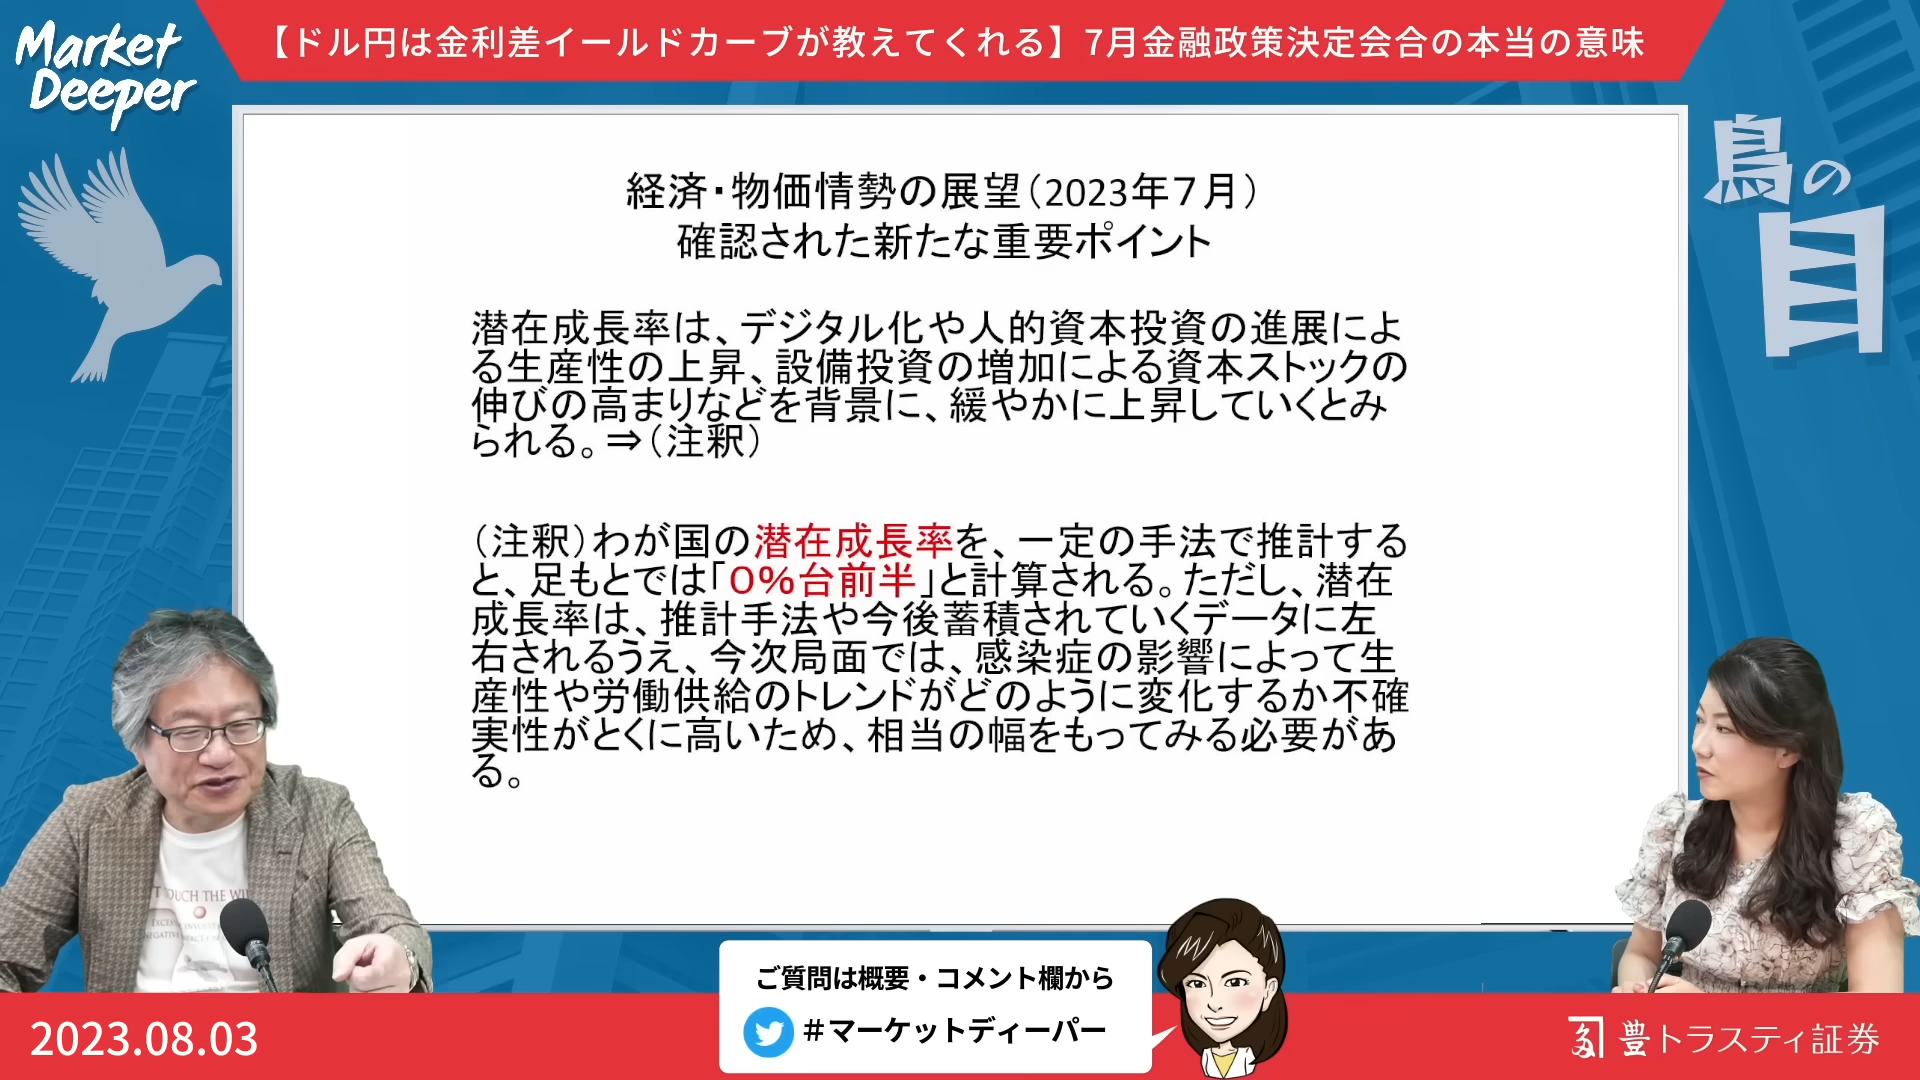 Market
Deeper
【ドル円は金利差イールドカーブが教えてくれる】7月金融政策決定会合の本当の意味
鳥の
目
経済・物価情勢の展望（2023年７月）
確認された新たな重要ポイント
潜在成長率は、デジタル化や人的資本投資の進展によ
る生産性の上昇、設備投資の増加による資本ストックの
伸びの高まりなどを背景に、緩やかに上昇していくとみ
られる。⇒（注釈）
（注釈）わが国の潜在成長率を、一定の手法で推計する
と、足もとでは「０％台前半」と計算される。ただし、潜在
成長率は、推計手法や今後蓄積されていくデータに左
右されるうえ、今次局面では、感染症の影響によって生
産性や労働供給のトレンドがどのように変化するか不確
実性がとくに高いため、相当の幅をもってみる必要があ
る。
TOUCH THE WI
ご質問は概要・コメント欄から
#マーケットディーパー
2023.08.03
豊トラスティ証券